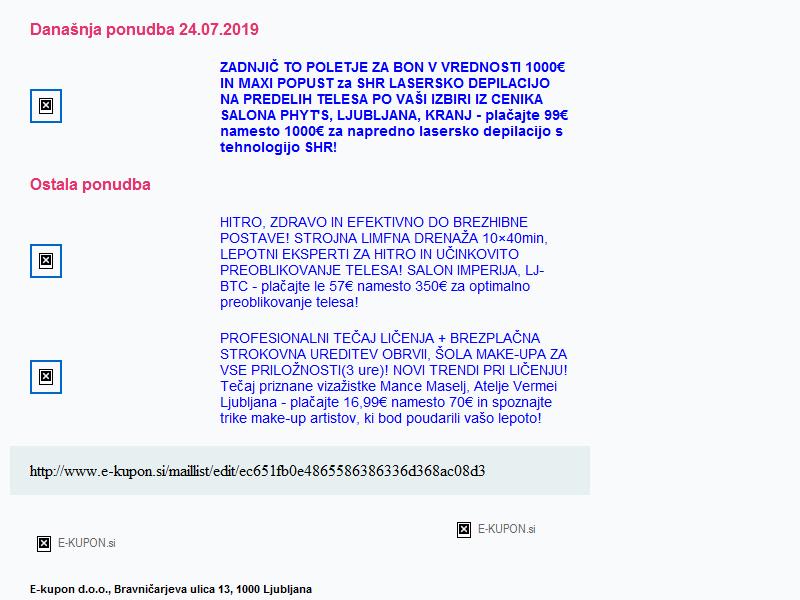 Današnja ponudba 24.07.2019
ZADNJIČ TO POLETJE ZA BON V VREDNOSTI 1000€
IN MAXI POPUST za SHR LASERSKO DEPILACIJO
NA PREDELIH TELESA PO VAŠI IZBIRI IZ CENIKA
SALONA PHYT'S, LJUBLJANA, KRANJ - plačajte 99€
namesto 1000€ za napredno lasersko depilacijo s
tehnologijo SHR!
Ostala ponudba
HITRO, ZDRAVO IN EFEKTIVNO DO BREZHIBNE
POSTAVE! STROJNA LIMFNA DRENAŽA 10×40min,
LEPOTNI EKSPERTI ZA HITRO IN UČINKOVITO
PREOBLIKOVANJE TELESA! SALON IMPERIJA, LJ-
BTC - plačajte le 57€ namesto 350€ za optimalno
preoblikovanje telesa!
PROFESIONALNI TEČAJ LIČENJA + BREZPLAČNA
STROKOVNA UREDITEV OBRVII, ŠOLA MAKE-UPA ZA
VSE PRILOŽNOSTI(3 ure)! NOVI TRENDI PRI LIČENJU!
Tečaj priznane vizažistke Mance Maselj, Atelje Vermei
Ljubljana - plačajte 16,99€ namesto 70€ in spoznajte
trike make-up artistov, ki bod poudarili vašo lepoto!
http://www.e-kupon.si/maillist/edit/ec651fb0e4865586386336d368ac08d3
E-KUPON.si
E-KUPON.si
E-kupon d.o.o., Bravničarjeva ulica 13, 1000 Ljubljana